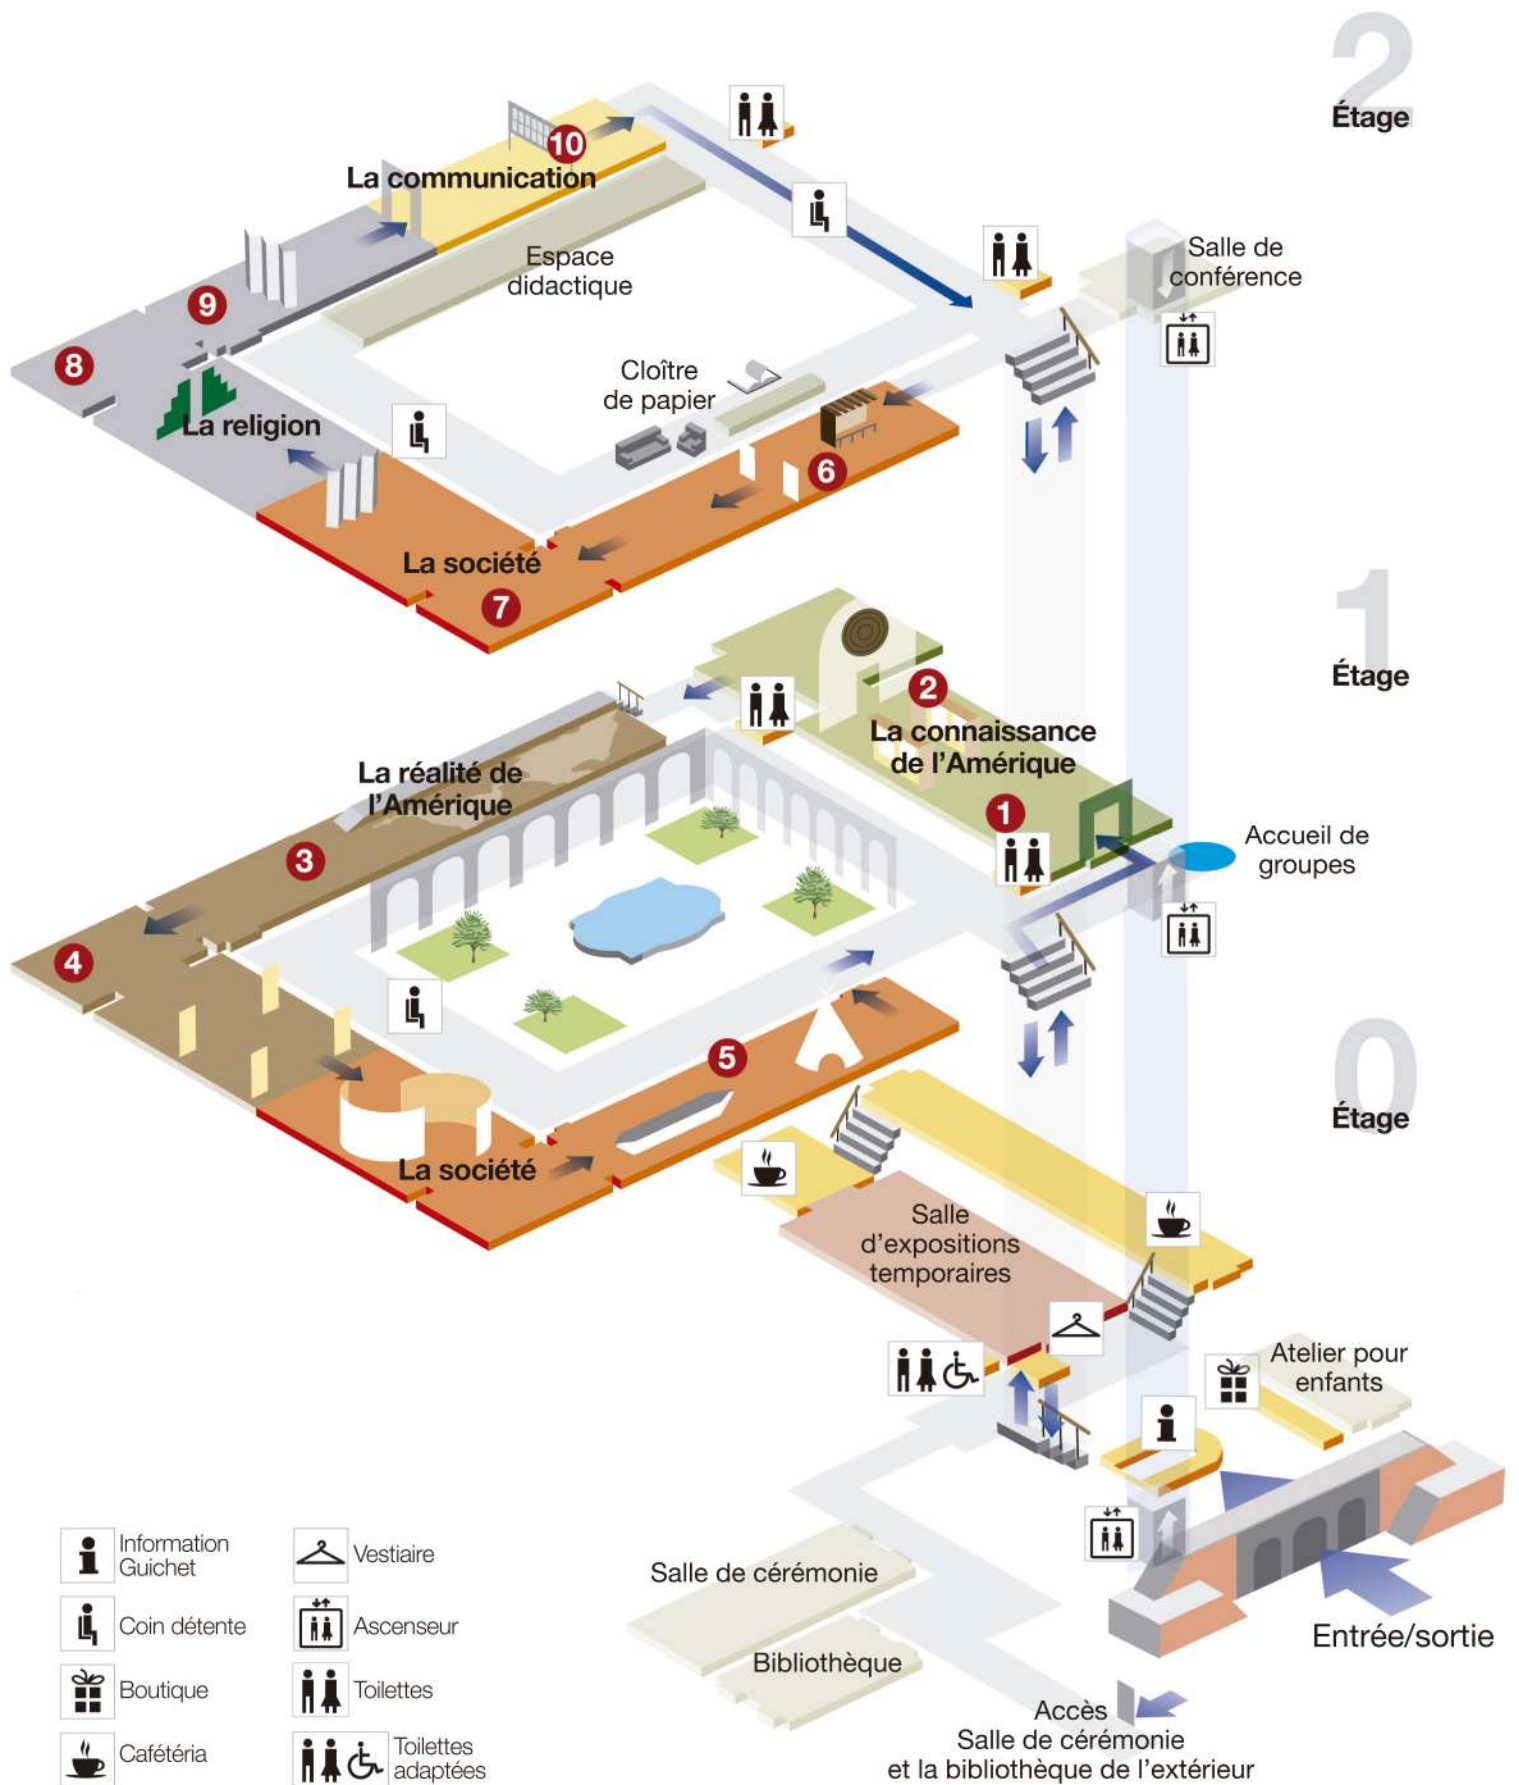 2
Étage
10
La communication
Espace
didactique
Salle de
conférence
9
8
Cloître
de papier
La religion
6
La société
7
1
Étage
2
La connaissance
de l'Amérique
La réalité de
l'Amérique
1
3
Accueil de
groupes
4
5
La société
0
Étage
Salle
d'expositions
temporaires
Atelier pour
enfants
Salle de cérémonie
Bibliothèque
Entrée/sortie
Accès
Salle de cérémonie
et la bibliothèque de l'extérieur
Information
Guichet
Vestiaire
Coin détente
Ascenseur
Boutique
Toilettes
Cafétéria
Toilettes
adaptées